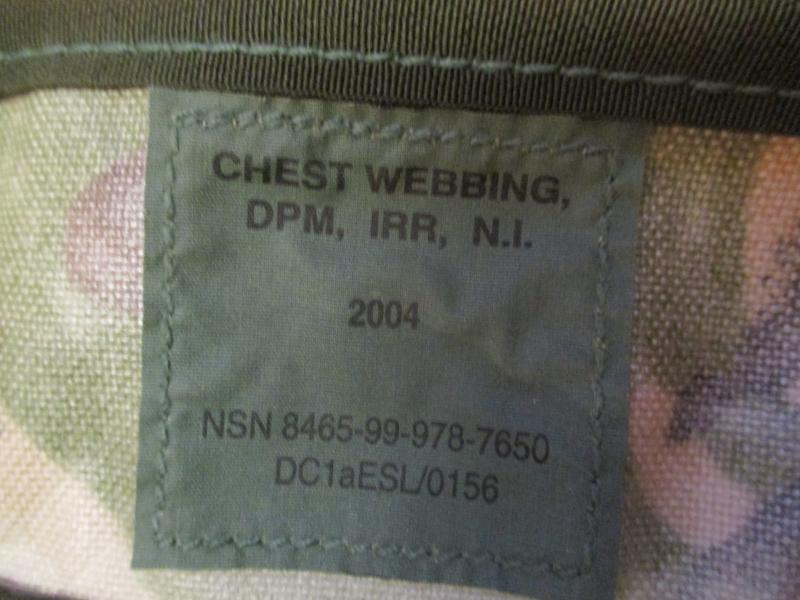 CHEST WEBBING,
DPM, IRR, N.I.
2004
NSN 8465-99-978-7650
DC1aESL/0156